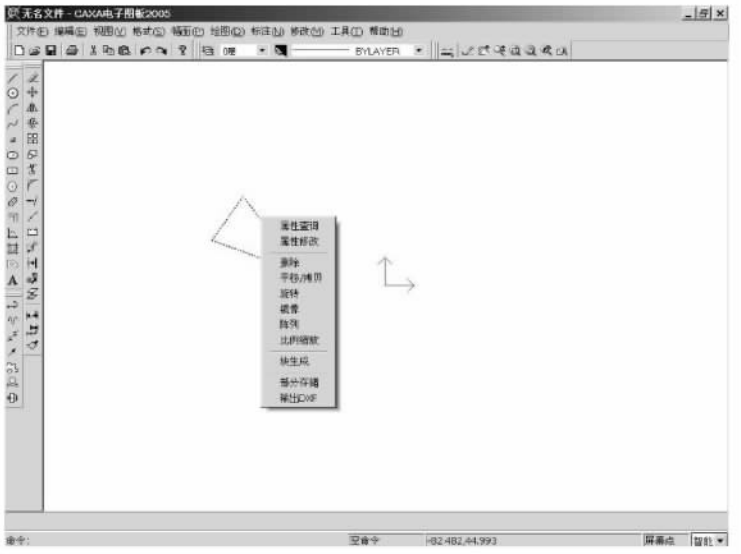 无名文件 - CAXA电子图板2005
文件(F) 编辑(E) 视图(V) 格式(S) 幅面(P) 绘图(D) 标注(N) 修改(M) 工具(T) 帮助(H)
0层 BYLAYER
属性查询
属性修改
删除
平移/拷贝
旋转
镜像
阵列
比例缩放
块生成
部分存储
输出DXF
命令: 空命令 -82.482,44.993 屏幕点 智能